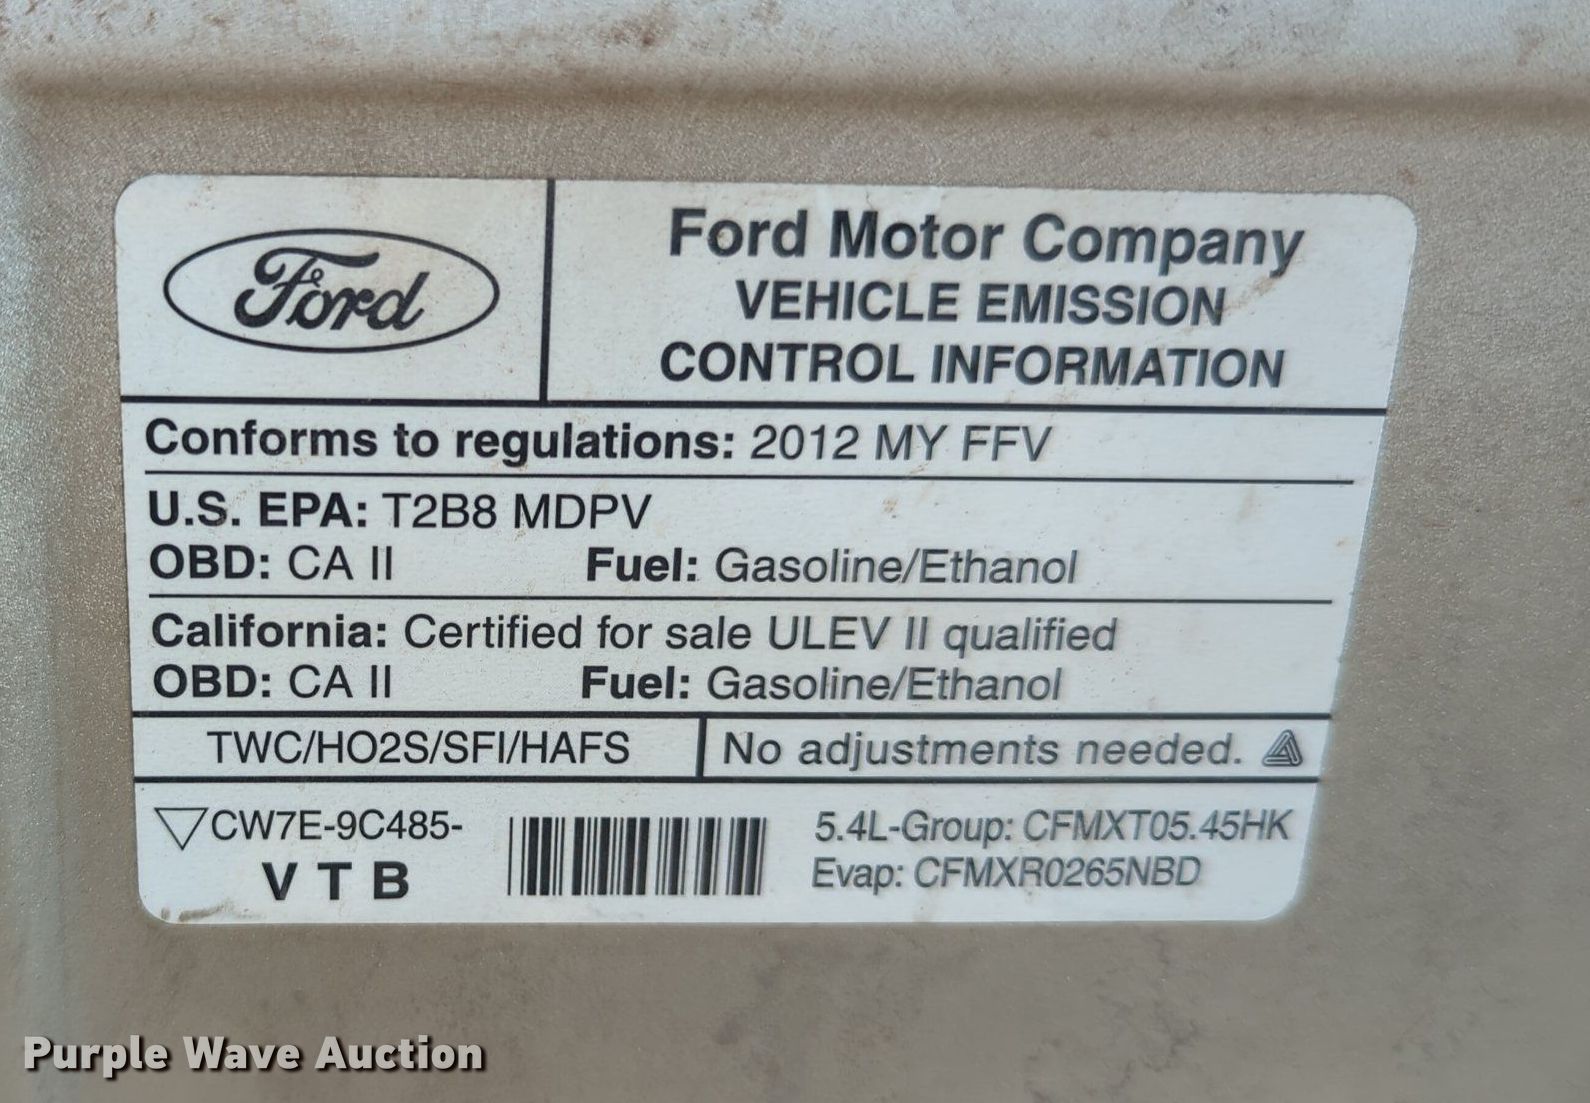 Ford
Ford Motor Company
VEHICLE EMISSION
CONTROL INFORMATION
Conforms to regulations: 2012 MY FFV
U.S. EPA: T2B8 MDPV
OBD: CA II Fuel: Gasoline/Ethanol
California: Certified for sale ULEV II qualified
OBD: CA II Fuel: Gasoline/Ethanol
TWC/HO2S/SFI/HAFS No adjustments needed.
CW7E-9C485-
V T B
5.4L-Group: CFMXT05.45HK
Evap: CFMXR0265NBD
Purple Wave Auction